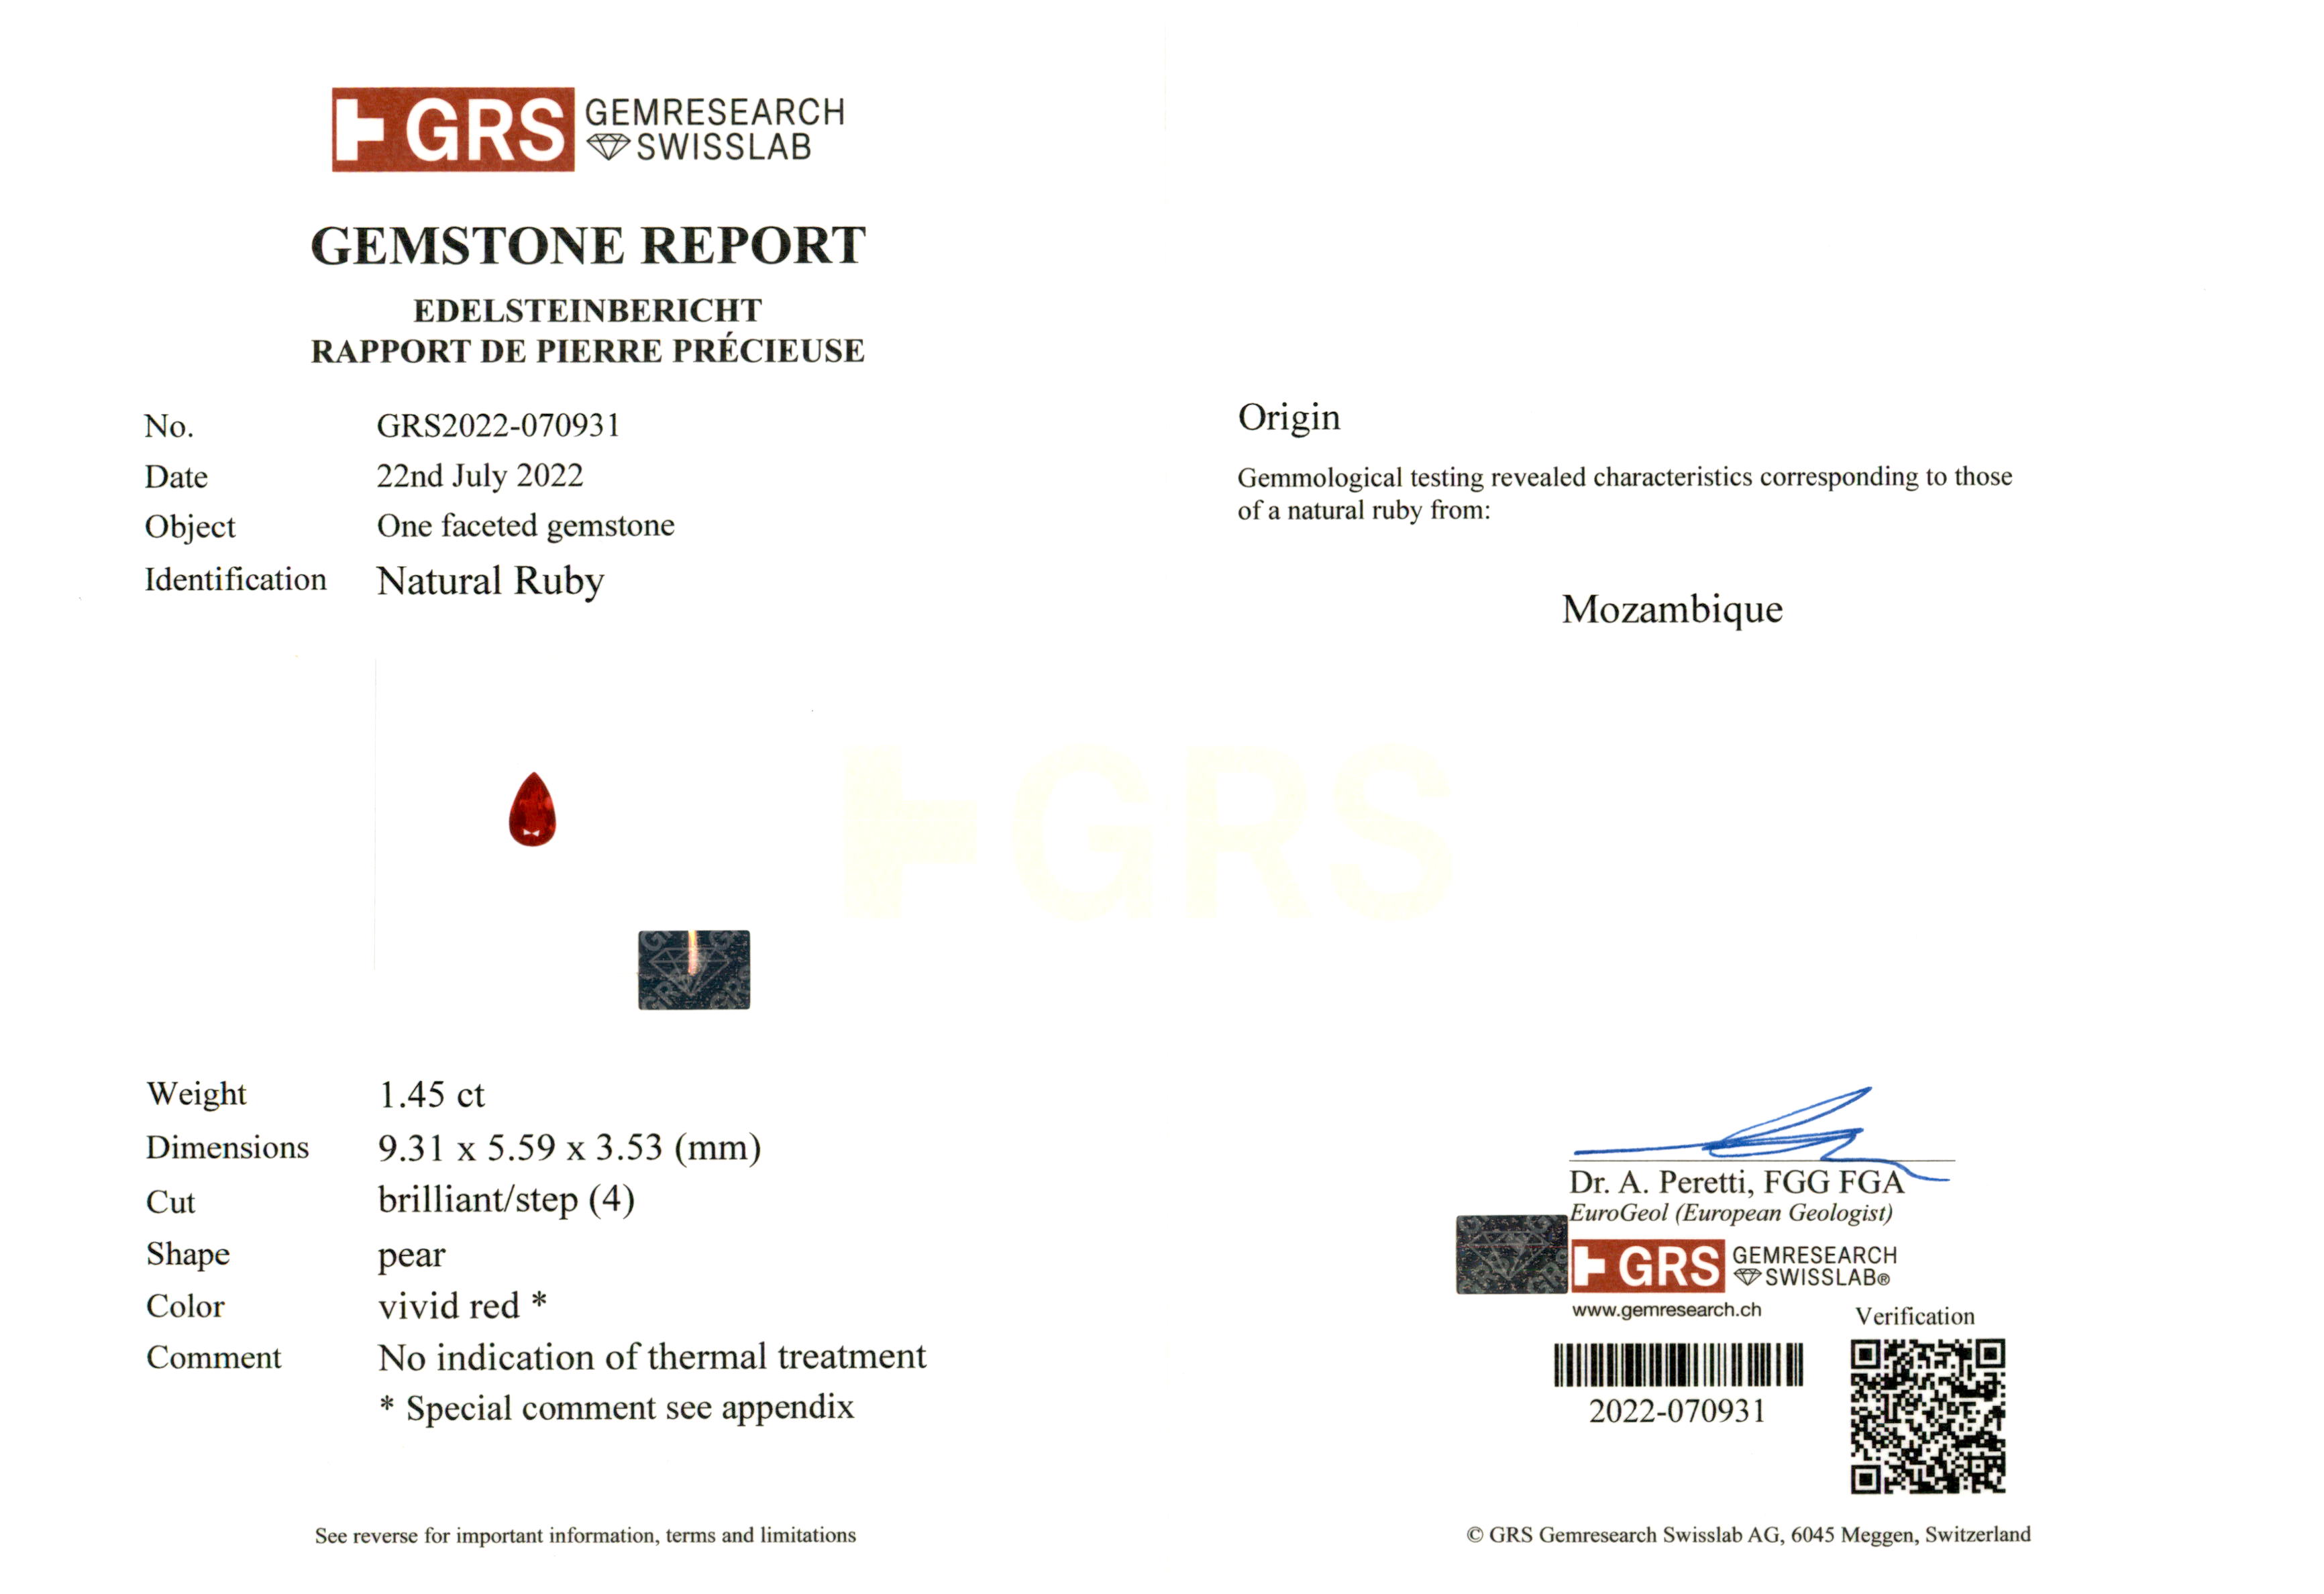 GRS GEMRESEARCH
SWISSLAB
GEMSTONE REPORT
EDELSTEINBERICHT
RAPPORT DE PIERRE PRÉCIEUSE
No. GRS2022-070931
Date 22nd July 2022
Object One faceted gemstone
Identification Natural Ruby
Weight 1.45 ct
Dimensions 9.31 x 5.59 x 3.53 (mm)
Cut brilliant/step (4)
Shape pear
Color vivid red *
Comment No indication of thermal treatment
* Special comment see appendix
See reverse for important information, terms and limitations
GRS
Origin
Gemmological testing revealed characteristics corresponding to those
of a natural ruby from:
Mozambique
Dr. A. Peretti, FGG FGA
EuroGeol (European Geologist)
GRS GEMRESEARCH
SWISSLAB®
www.gemresearch.ch
Verification
2022-070931
© GRS Gemresearch Swisslab AG, 6045 Meggen, Switzerland